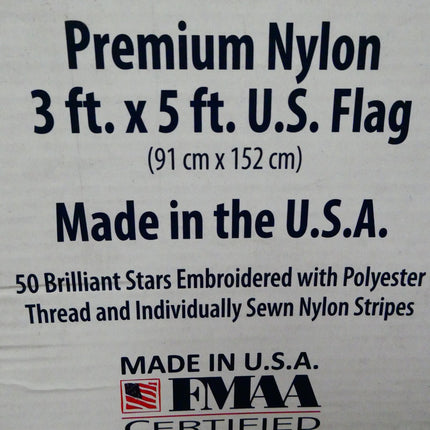 Premium Nylon
3 ft. x 5 ft. U.S. Flag
(91 cm x 152 cm)
Made in the U.S.A.
50 Brilliant Stars Embroidered with Polyester
Thread and Individually Sewn Nylon Stripes
MADE IN U.S.A.
FMAA
CERTIFIED